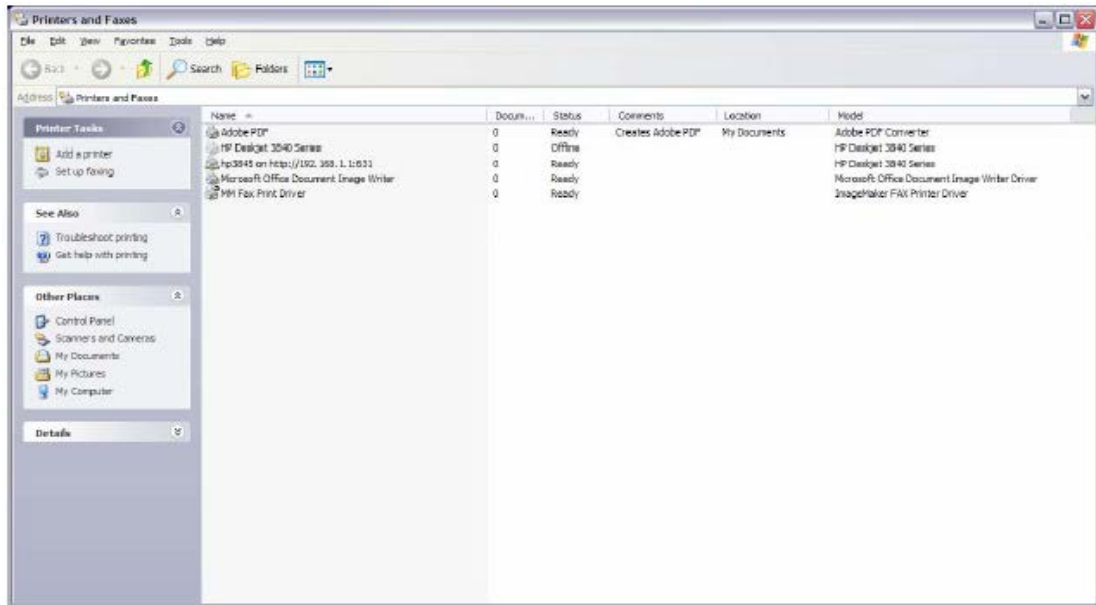 Printers and Faxes
File Edit View Favorites Tools Help
Back Search Folders
Address Printers and Faxes
Printer Tasks
Add a printer
Set up faxing
See Also
Troubleshoot printing
Get help with printing
Other Places
Control Panel
Scanners and Cameras
My Documents
My Pictures
My Computer
Details
Name Docum... Status Comments Location Model
Adobe PDF 0 Ready Creates Adobe PDF My Documents Adobe PDF Converter
HP Deskjet 3840 Series 0 Offline HP Deskjet 3840 Series
hp3845 on http://192.168.1.1:631 0 Ready HP Deskjet 3840 Series
Microsoft Office Document Image Writer 0 Ready Microsoft Office Document Image Writer Driver
MM Fax Print Driver 0 Ready ImageMaker FAX Printer Driver